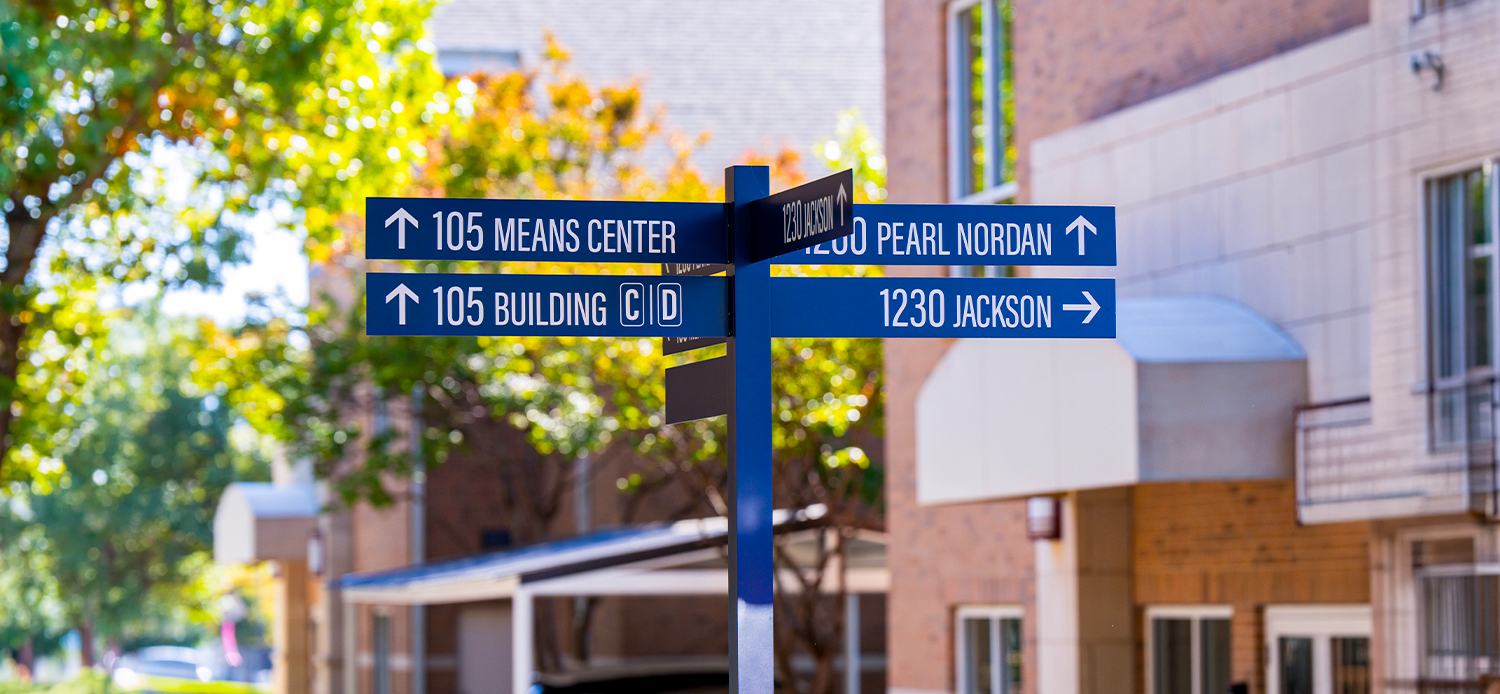 ↑ 105 MEANS CENTER
1230 JACKSON ↑
PEARL NORDAN ↑
↑ 105 BUILDING C|D
1230 JACKSON →